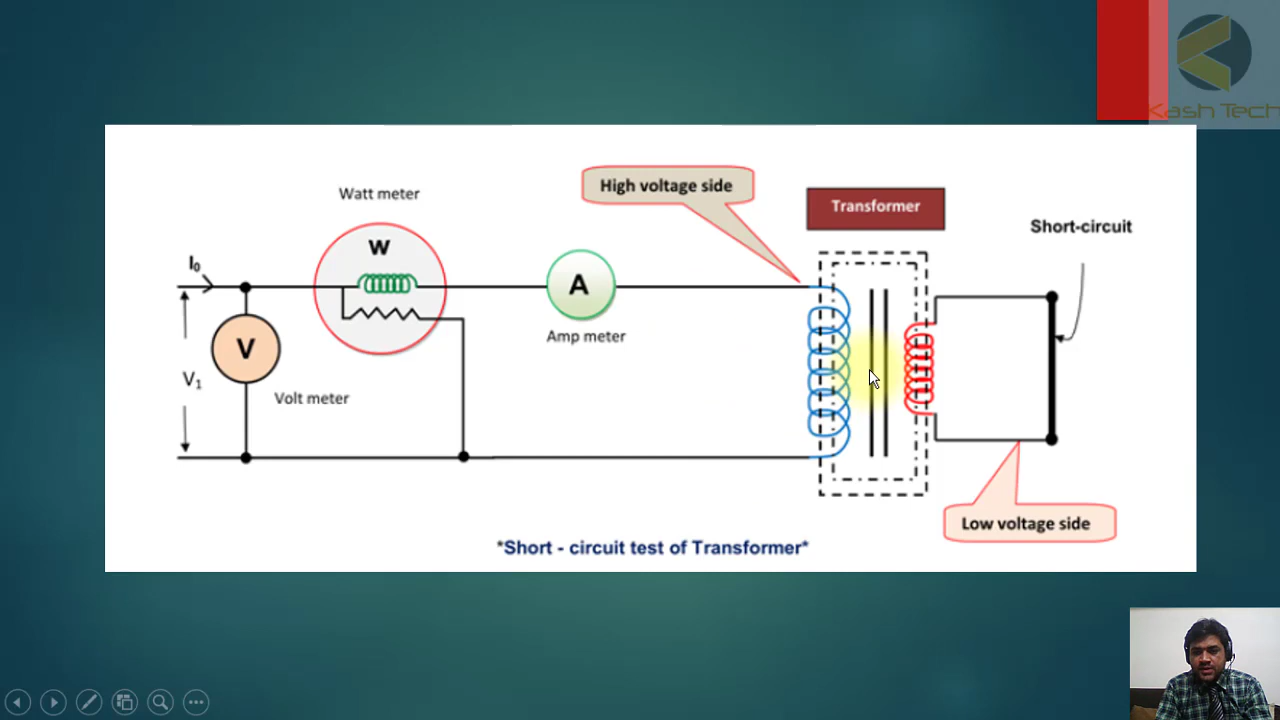 Kash Tech
High voltage side
Watt meter
Transformer
Short-circuit
W
I₀
A
V
Amp meter
V₁
Volt meter
Low voltage side
*Short - circuit test of Transformer*